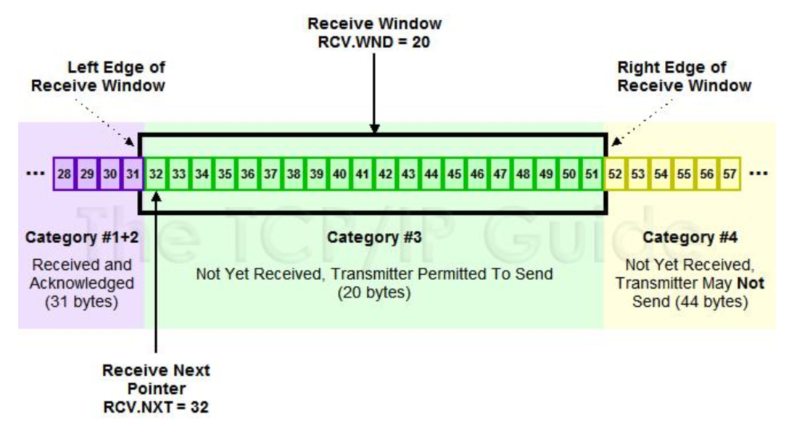 Receive Window
RCV.WND = 20
Left Edge of
Receive Window
Right Edge of
Receive Window
... 28 29 30 31 32 33 34 35 36 37 38 39 40 41 42 43 44 45 46 47 48 49 50 51 52 53 54 55 56 57 ...
The TCP/IP Guide
Category #1+2
Received and
Acknowledged
(31 bytes)
Category #3
Not Yet Received, Transmitter Permitted To Send
(20 bytes)
Category #4
Not Yet Received,
Transmitter May Not
Send (44 bytes)
Receive Next
Pointer
RCV.NXT = 32